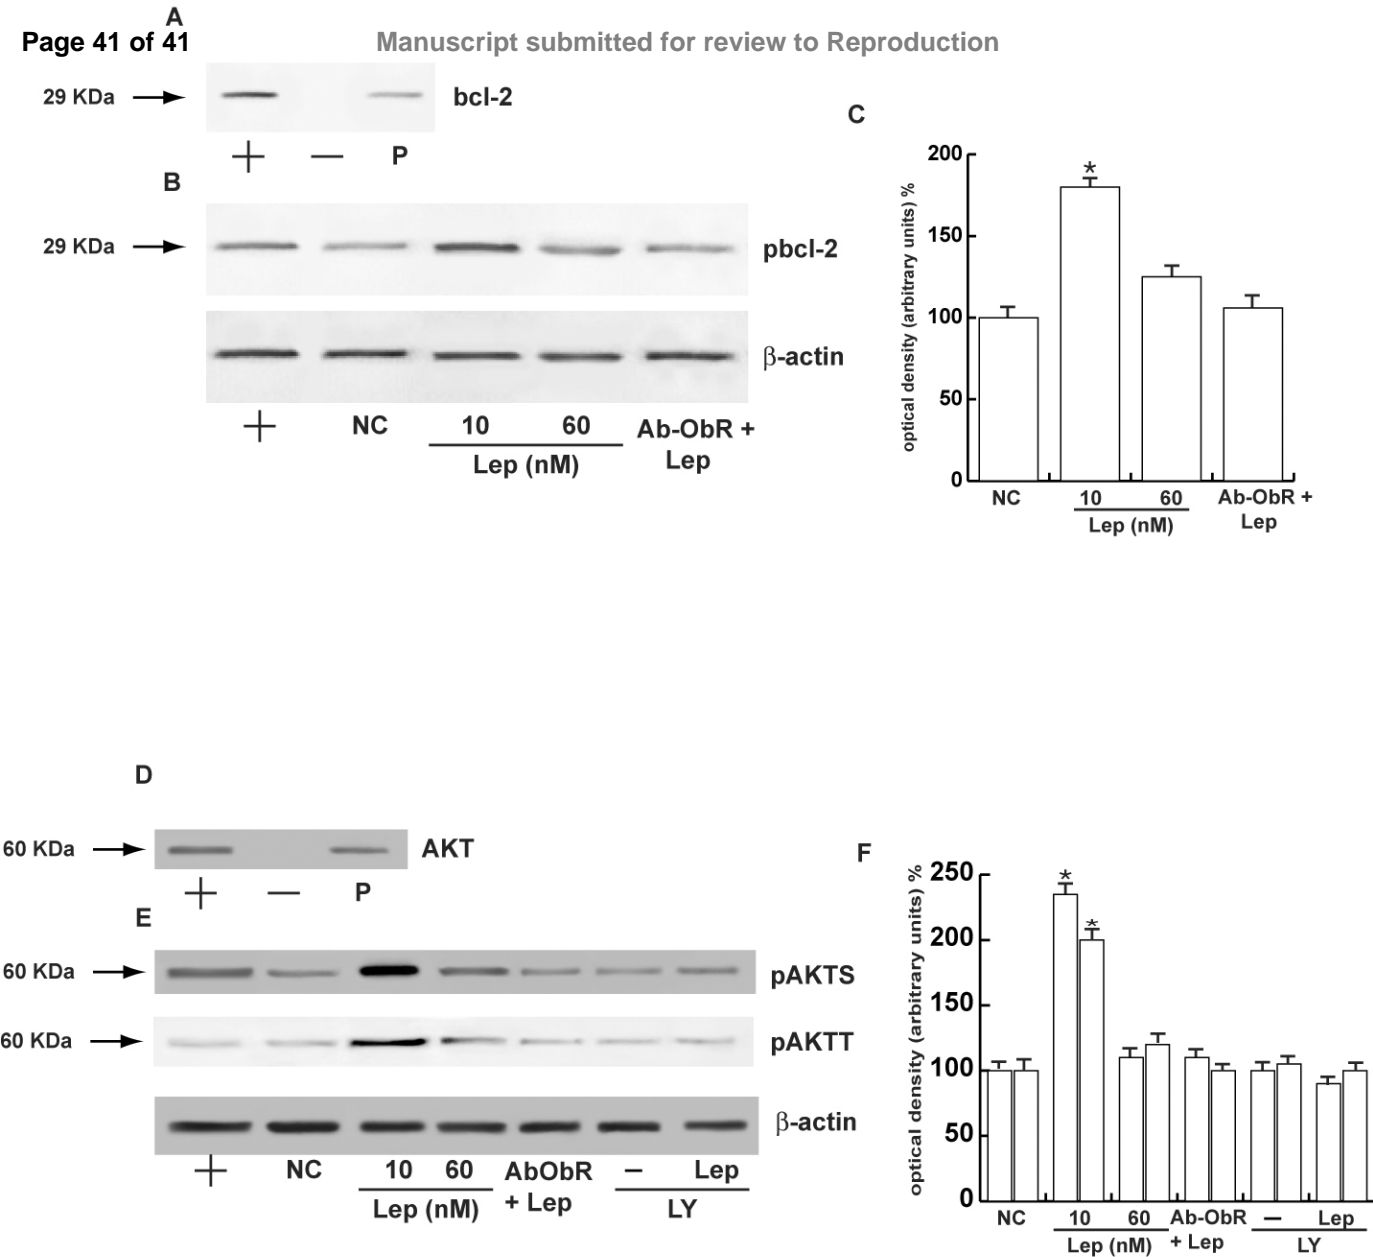 A
Page 41 of 41
Manuscript submitted for review to Reproduction
29 KDa
bcl-2
+ − P
B
29 KDa
pbcl-2
β-actin
+ NC 10 60 Ab-ObR +
Lep (nM) Lep
C
optical density (arbitrary units) %
200
150
100
50
0
*
NC 10 60 Ab-ObR +
Lep (nM) Lep
D
60 KDa
AKT
+ − P
E
60 KDa
pAKTS
60 KDa
pAKTT
β-actin
+ NC 10 60 AbObR − Lep
Lep (nM) + Lep LY
F
optical density (arbitrary units) %
250
200
150
100
50
0
*
*
NC 10 60 Ab-ObR − Lep
Lep (nM) + Lep LY